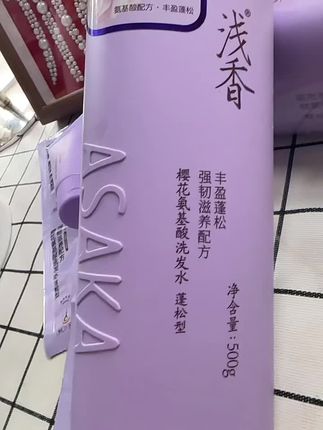 氨基酸配方·丰盈蓬松
浅香®
ASAKA
丰盈蓬松
强韧滋养配方
樱花氨基酸洗发水 蓬松型
净含量:500g